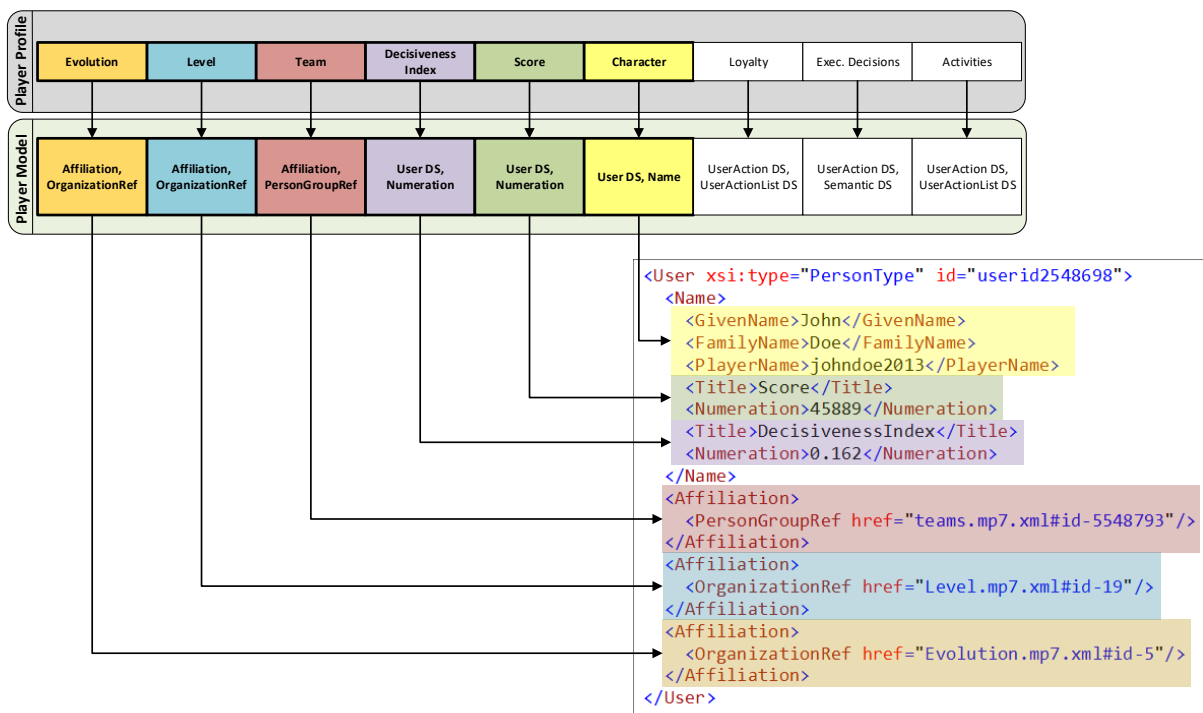 Player Profile
Evolution
Level
Team
Decisiveness
Index
Score
Character
Loyalty
Exec. Decisions
Activities
Player Model
Affiliation,
OrganizationRef
Affiliation,
OrganizationRef
Affiliation,
PersonGroupRef
User DS,
Numeration
User DS,
Numeration
User DS, Name
UserAction DS,
UserActionList DS
UserAction DS,
Semantic DS
UserAction DS,
UserActionList DS
<User xsi:type="PersonType" id="userid2548698">
<Name>
<GivenName>John</GivenName>
<FamilyName>Doe</FamilyName>
<PlayerName>johndoe2013</PlayerName>
<Title>Score</Title>
<Numeration>45889</Numeration>
<Title>DecisivenessIndex</Title>
<Numeration>0.162</Numeration>
</Name>
<Affiliation>
<PersonGroupRef href="teams.mp7.xml#id-5548793"/>
</Affiliation>
<Affiliation>
<OrganizationRef href="Level.mp7.xml#id-19"/>
</Affiliation>
<Affiliation>
<OrganizationRef href="Evolution.mp7.xml#id-5"/>
</Affiliation>
</User>